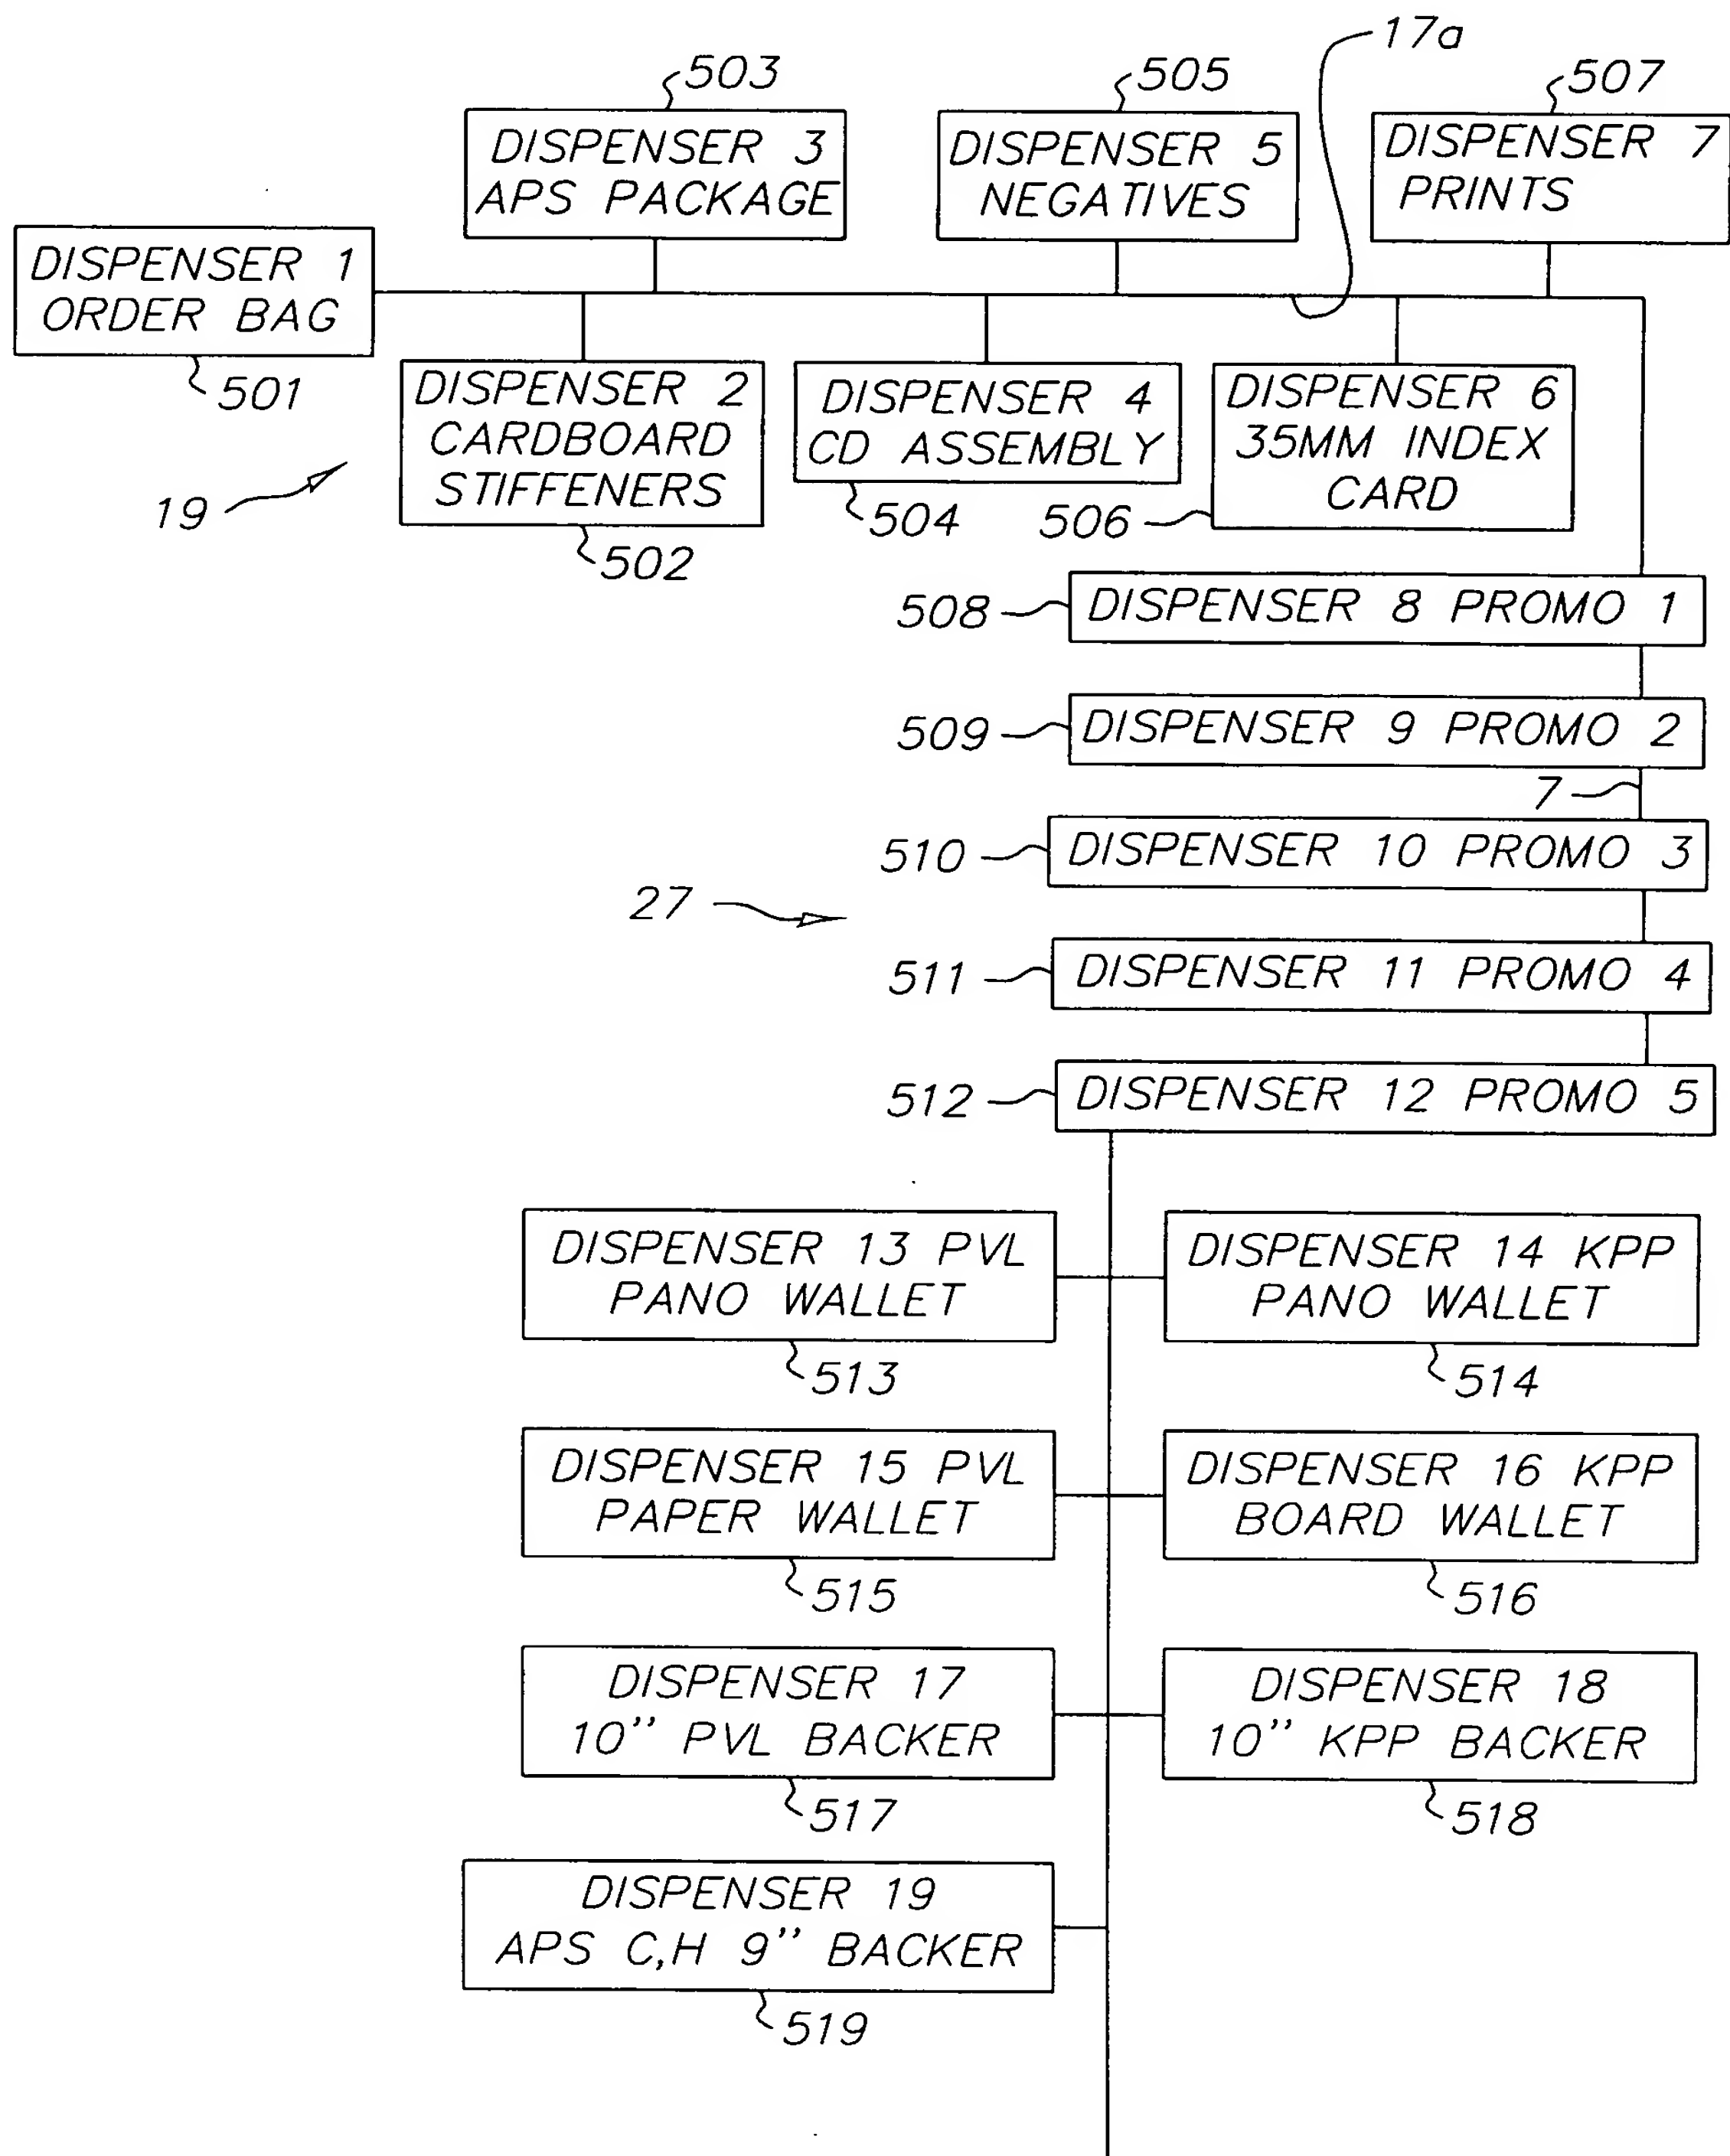 17a
503
505
507
DISPENSER 3
APS PACKAGE
DISPENSER 5
NEGATIVES
DISPENSER 7
PRINTS
DISPENSER 1
ORDER BAG
501
DISPENSER 2
CARDBOARD
STIFFENERS
502
DISPENSER 4
CD ASSEMBLY
504
DISPENSER 6
35MM INDEX
CARD
506
19
508
DISPENSER 8 PROMO 1
509
DISPENSER 9 PROMO 2
7
510
DISPENSER 10 PROMO 3
27
511
DISPENSER 11 PROMO 4
512
DISPENSER 12 PROMO 5
DISPENSER 13 PVL
PANO WALLET
513
DISPENSER 14 KPP
PANO WALLET
514
DISPENSER 15 PVL
PAPER WALLET
515
DISPENSER 16 KPP
BOARD WALLET
516
DISPENSER 17
10” PVL BACKER
517
DISPENSER 18
10” KPP BACKER
518
DISPENSER 19
APS C,H 9” BACKER
519